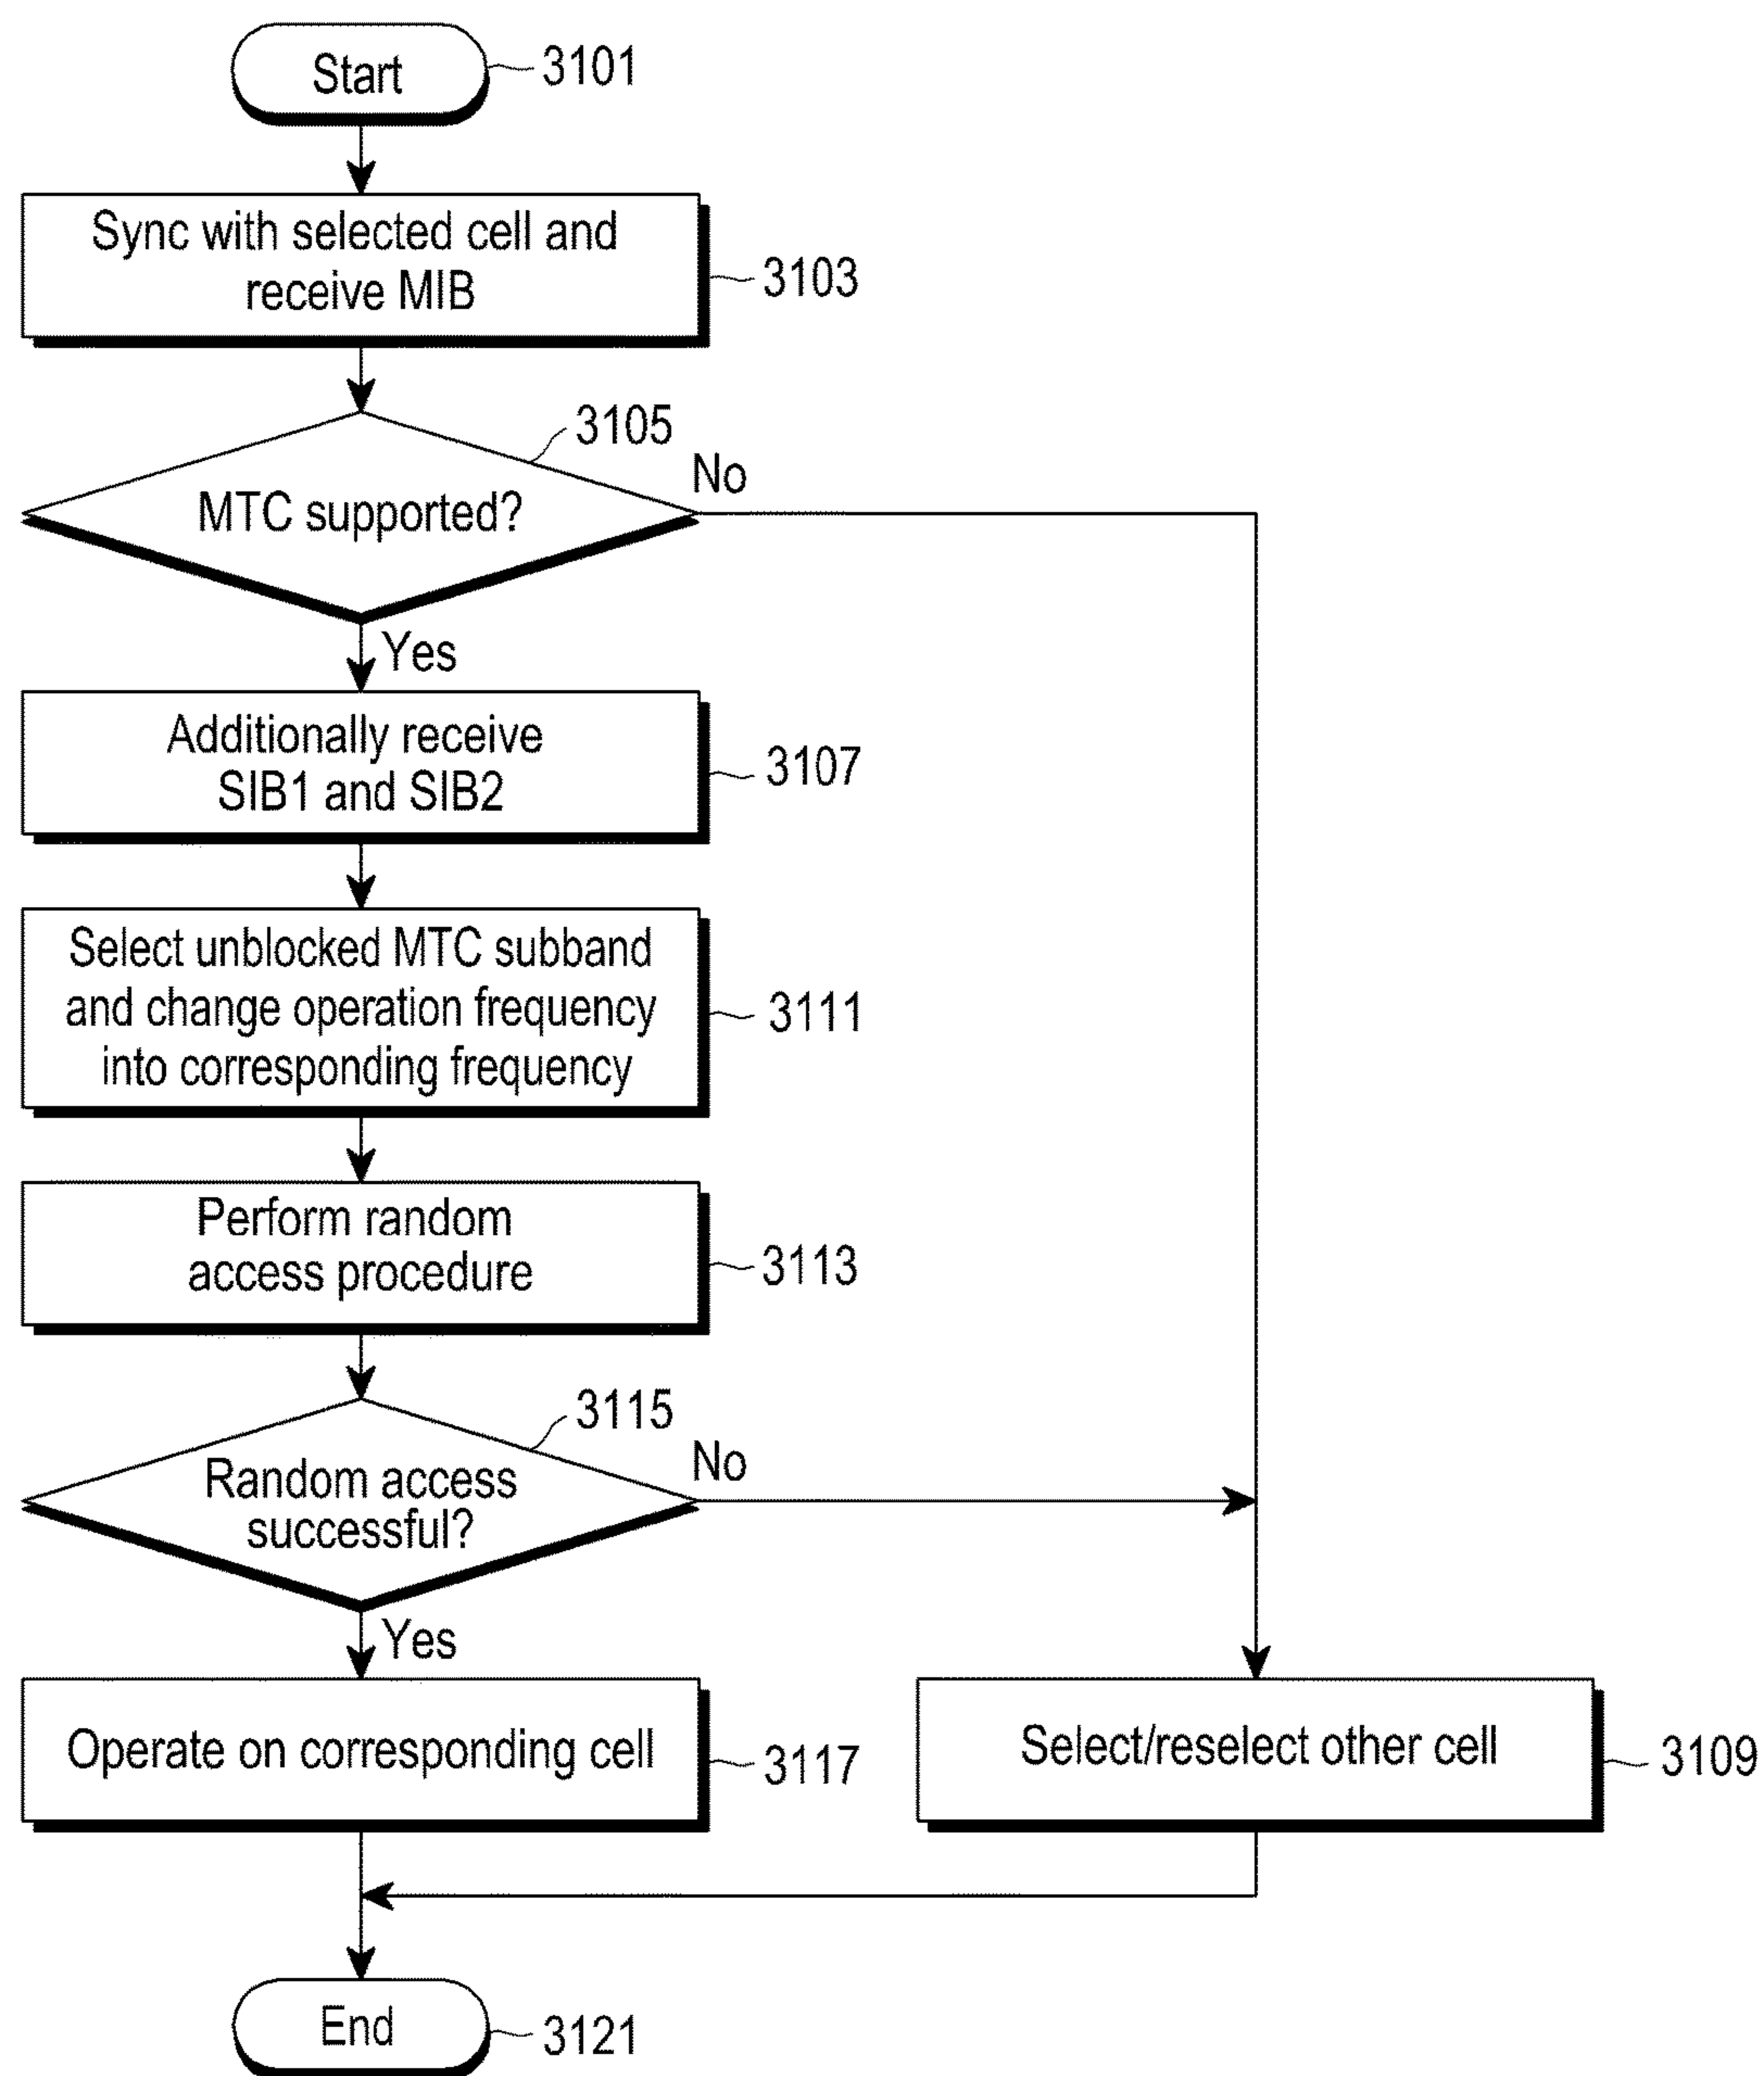 Start
3101
Sync with selected cell and
receive MIB
3103
3105
MTC supported?
No
Yes
Additionally receive
SIB1 and SIB2
3107
Select unblocked MTC subband
and change operation frequency
into corresponding frequency
3111
Perform random
access procedure
3113
3115
Random access
successful?
No
Yes
Operate on corresponding cell
3117
Select/reselect other cell
3109
End
3121